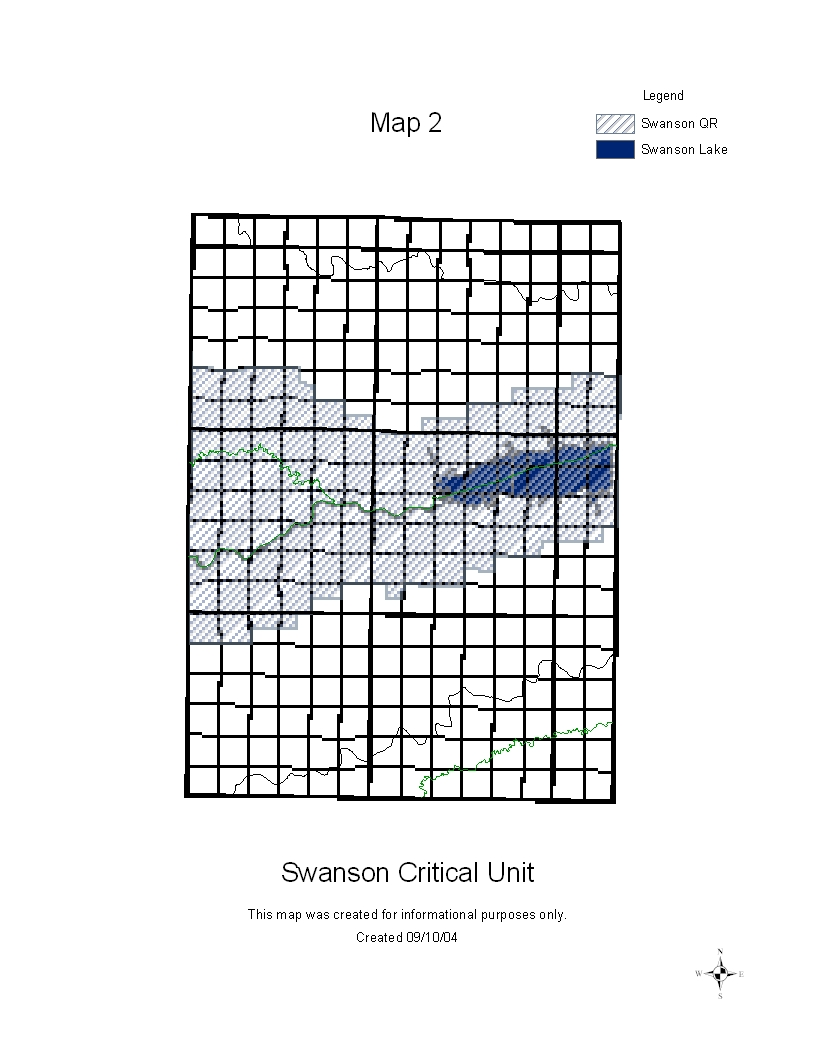 Legend
Map 2
Swanson QR
Swanson Lake
Swanson Critical Unit
This map was created for informational purposes only.
Created 09/10/04
N
W E
S